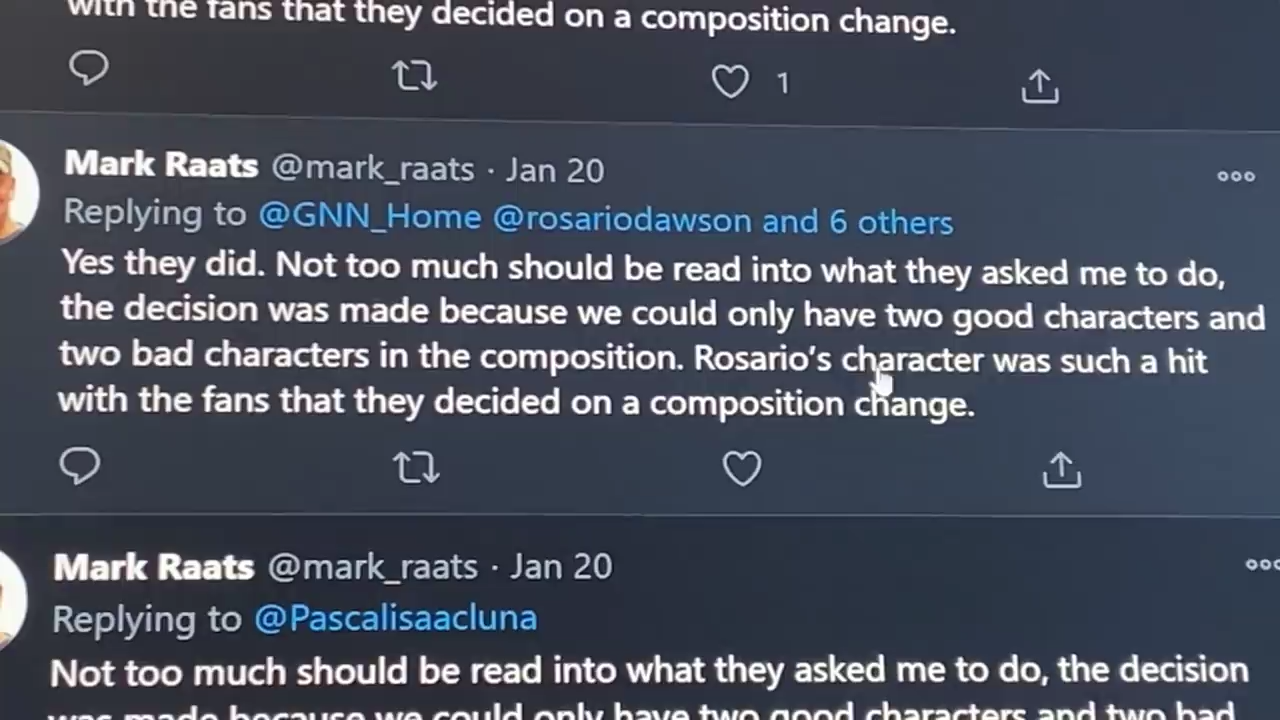 with the fans that they decided on a composition change.
1
Mark Raats @mark_raats · Jan 20
Replying to @GNN_Home @rosariodawson and 6 others
Yes they did. Not too much should be read into what they asked me to do,
the decision was made because we could only have two good characters and
two bad characters in the composition. Rosario's character was such a hit
with the fans that they decided on a composition change.
Mark Raats @mark_raats · Jan 20
Replying to @Pascalisaacluna
Not too much should be read into what they asked me to do, the decision
was made because we could only have two good characters and two bad